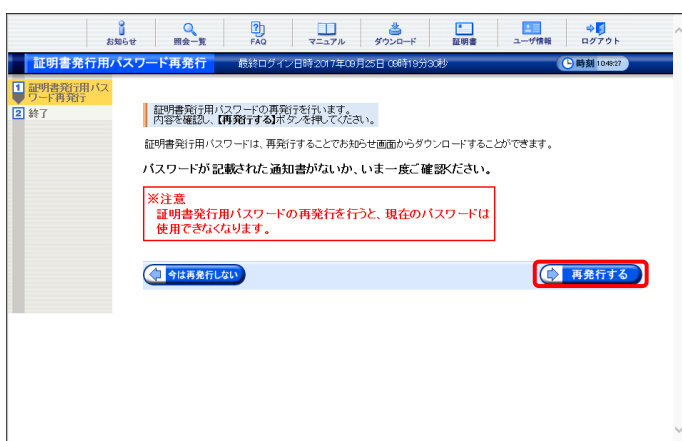 お知らせ
照会一覧
FAQ
マニュアル
ダウンロード
証明書
ユーザ情報
ログアウト
証明書発行用パスワード再発行
最終ログイン日時:2017年09月25日 09時19分30秒
時刻 10:49:27
1 証明書発行用パス
ワード再発行
2 終了
証明書発行用パスワードの再発行を行います。
内容を確認し、【再発行する】ボタンを押してください。
証明書発行用パスワードは、再発行することでお知らせ画面からダウンロードすることができます。
パスワードが記載された通知書がないか、いま一度ご確認ください。
※注意
証明書発行用パスワードの再発行を行うと、現在のパスワードは
使用できなくなります。
今は再発行しない
再発行する